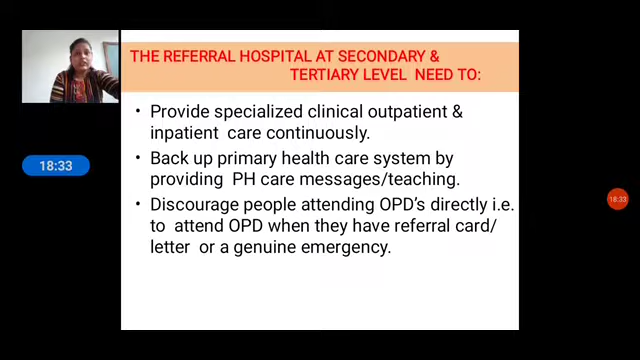 THE REFERRAL HOSPITAL AT SECONDARY &
TERTIARY LEVEL NEED TO:
• Provide specialized clinical outpatient &
inpatient care continuously.
• Back up primary health care system by
providing PH care messages/teaching.
• Discourage people attending OPD's directly i.e.
to attend OPD when they have referral card/
letter or a genuine emergency.
18:33
18:33